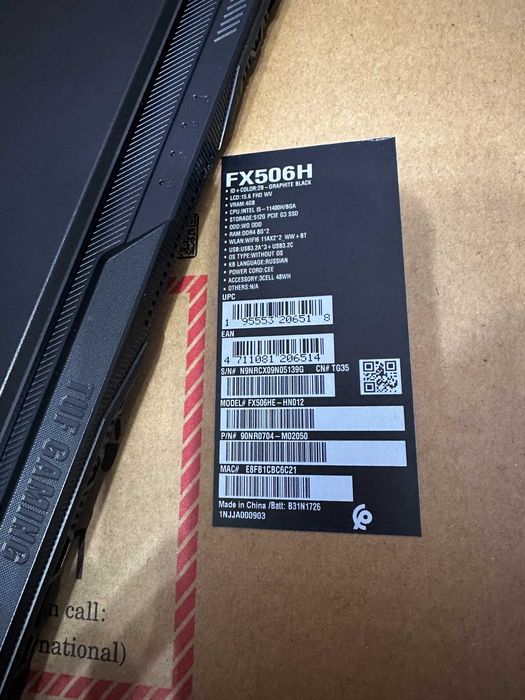 FX506H
• ID + COLOR:2B - GRAPHITE BLACK
• LCD:15.6 FHD WV
• VRAM:4GB
• CPU:INTEL I5-11400H/BGA
• STORAGE:512G PCIE G3 SSD
• ODD:WO ODD
• RAM:DDR4 8G*2
• WLAN:WIFI6 11AX2*2_WW+BT
• USB:USB3.2A*3 + USB3.2C
• OS TYPE:WITHOUT OS
• KB LANGUAGE:RUSSIAN
• POWER CORD:CEE
• ACCESSORY:3CELL 48WH
• OTHERS:N/A
UPC
1 95553 20651 8
EAN
4 711081 206514
S/N# N9NRCX09N05139G CN# TG35
MODEL# FX506HE-HN012
P/N# 90NR0704-M02050
MAC# E8FB1CBC6C21
Made in China /Batt: B31N1726
1NJJA000903
TUF GAMING
call:
national)